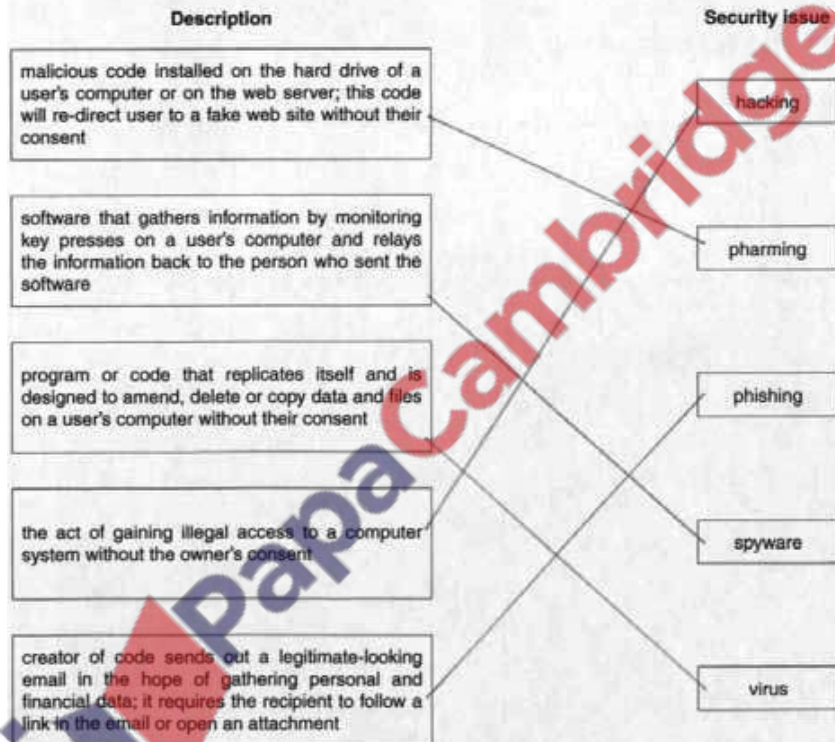 Description
Security issue
malicious code installed on the hard drive of a
user's computer or on the web server; this code
will re-direct user to a fake web site without their
consent
hacking
software that gathers information by monitoring
key presses on a user's computer and relays
the information back to the person who sent the
software
pharming
program or code that replicates itself and is
designed to amend, delete or copy data and files
on a user's computer without their consent
phishing
the act of gaining illegal access to a computer
system without the owner's consent
spyware
creator of code sends out a legitimate-looking
email in the hope of gathering personal and
financial data; it requires the recipient to follow a
link in the email or open an attachment
virus
PapaCambridge